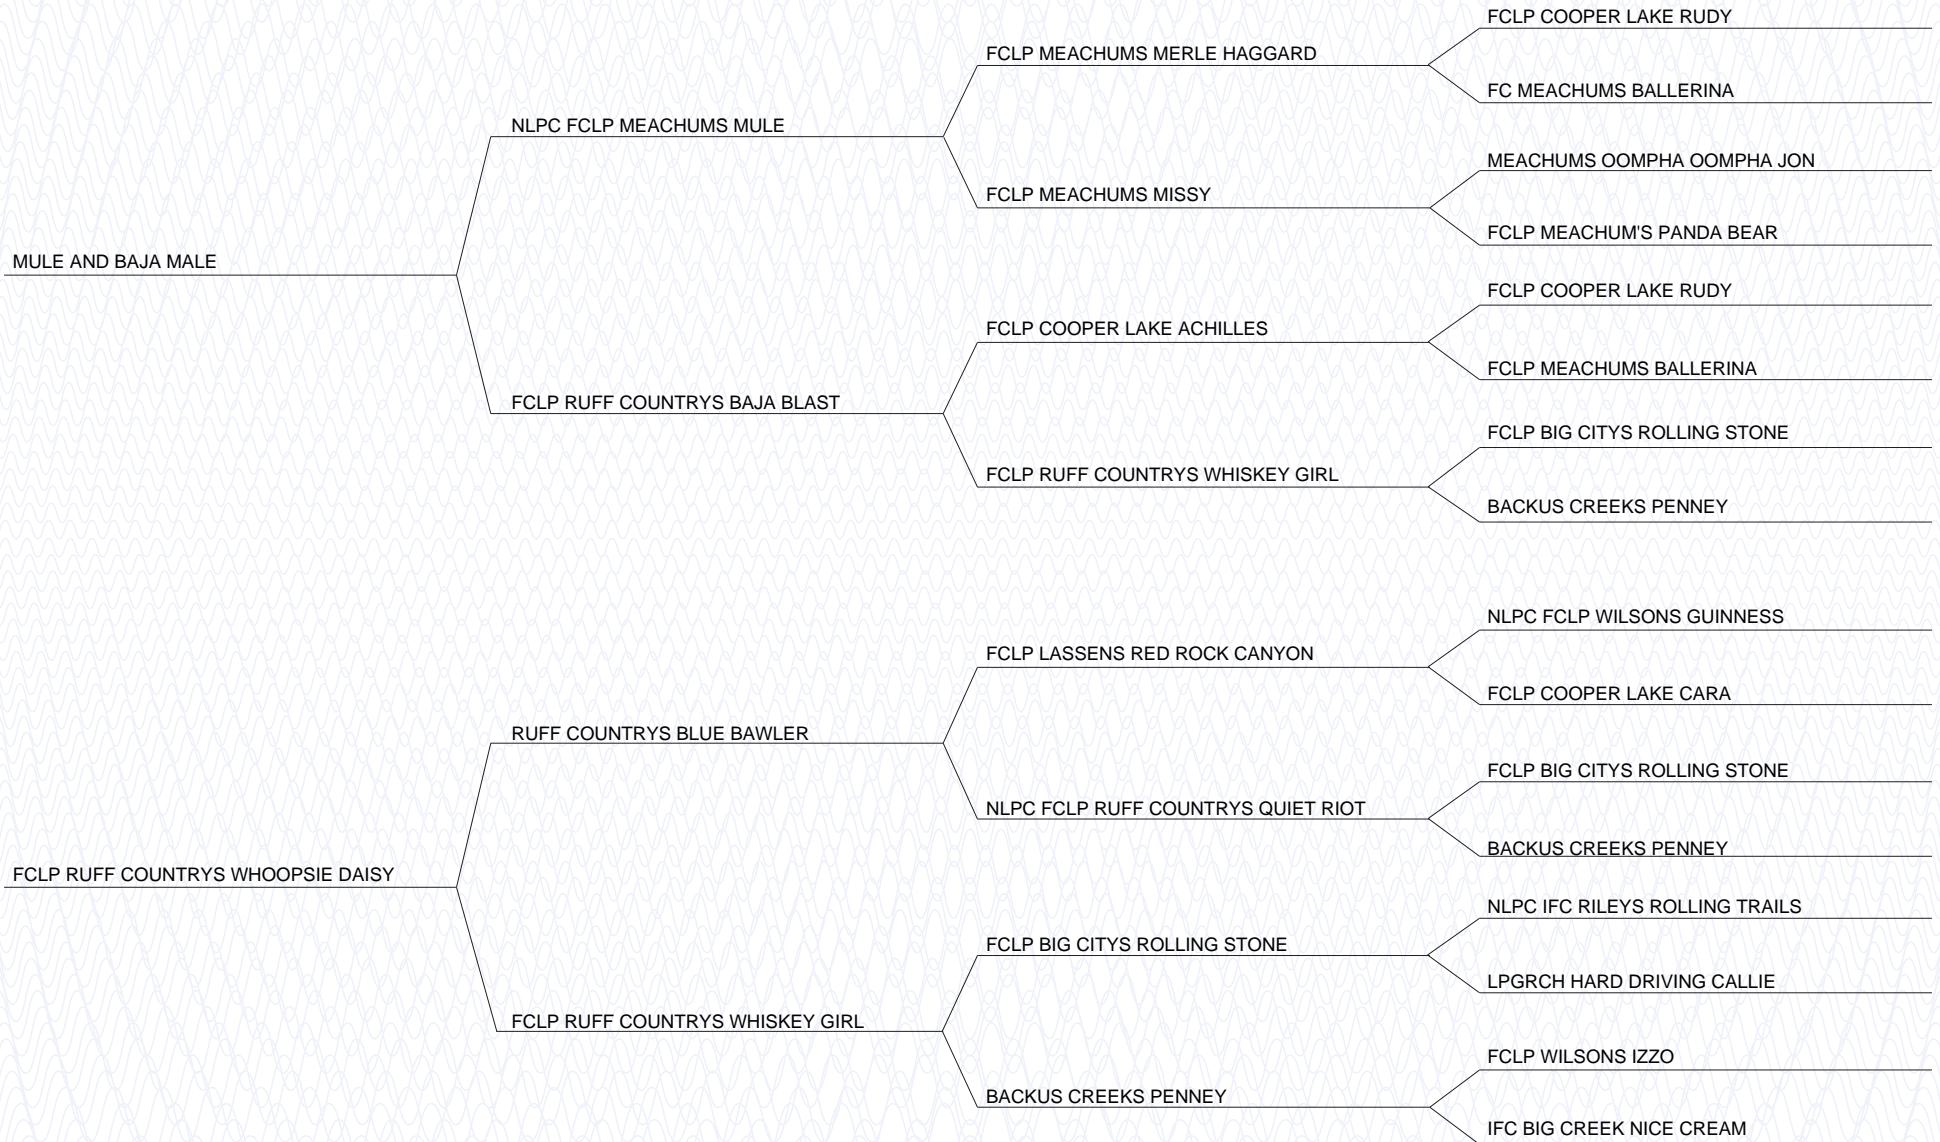 FCLP COOPER LAKE RUDY
FCLP MEACHUMS MERLE HAGGARD
FC MEACHUMS BALLERINA
NLPC FCLP MEACHUMS MULE
MEACHUMS OOMPHA OOMPHA JON
FCLP MEACHUMS MISSY
FCLP MEACHUM'S PANDA BEAR
MULE AND BAJA MALE
FCLP COOPER LAKE RUDY
FCLP COOPER LAKE ACHILLES
FCLP MEACHUMS BALLERINA
FCLP RUFF COUNTRYS BAJA BLAST
FCLP BIG CITYS ROLLING STONE
FCLP RUFF COUNTRYS WHISKEY GIRL
BACKUS CREEKS PENNEY
NLPC FCLP WILSONS GUINNESS
FCLP LASSENS RED ROCK CANYON
FCLP COOPER LAKE CARA
RUFF COUNTRYS BLUE BAWLER
FCLP BIG CITYS ROLLING STONE
NLPC FCLP RUFF COUNTRYS QUIET RIOT
BACKUS CREEKS PENNEY
FCLP RUFF COUNTRYS WHOOPSIE DAISY
NLPC IFC RILEYS ROLLING TRAILS
FCLP BIG CITYS ROLLING STONE
LPGRCH HARD DRIVING CALLIE
FCLP RUFF COUNTRYS WHISKEY GIRL
FCLP WILSONS IZZO
BACKUS CREEKS PENNEY
IFC BIG CREEK NICE CREAM